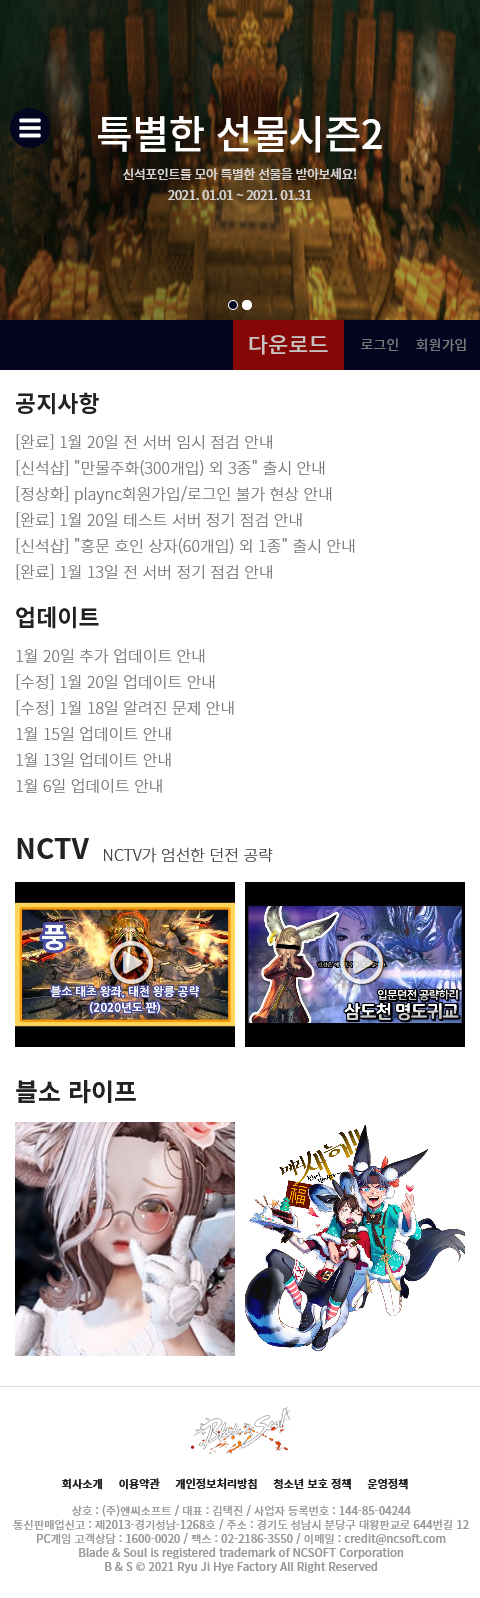 특별한 선물시즌2
신석포인트를 모아 특별한 선물을 받아보세요!
2021. 01.01 ~ 2021. 01.31
다운로드 로그인 회원가입
공지사항
[완료] 1월 20일 전 서버 임시 점검 안내
[신석샵] "만물주화(300개입) 외 3종" 출시 안내
[정상화] plaync회원가입/로그인 불가 현상 안내
[완료] 1월 20일 테스트 서버 정기 점검 안내
[신석샵] "홍문 호인 상자(60개입) 외 1종" 출시 안내
[완료] 1월 13일 전 서버 정기 점검 안내
업데이트
1월 20일 추가 업데이트 안내
[수정] 1월 20일 업데이트 안내
[수정] 1월 18일 알려진 문제 안내
1월 15일 업데이트 안내
1월 13일 업데이트 안내
1월 6일 업데이트 안내
NCTV NCTV가 엄선한 던전 공략
풍
블소 태초 왕좌, 태천 왕릉 공략
(2020년도 판)
입문던전 공략하리
삼도천 명도귀교
블소 라이프
새해
福
Blade & Soul
회사소개 이용약관 개인정보처리방침 청소년 보호 정책 운영정책
상호 : (주)엔씨소프트 / 대표 : 김택진 / 사업자 등록번호 : 144-85-04244
통신판매업신고 : 제2013-경기성남-1268호 / 주소 : 경기도 성남시 분당구 대왕판교로 644번길 12
PC게임 고객상담 : 1600-0020 / 팩스 : 02-2186-3550 / 이메일 : credit@ncsoft.com
Blade & Soul is registered trademark of NCSOFT Corporation
B & S © 2021 Ryu Ji Hye Factory All Right Reserved